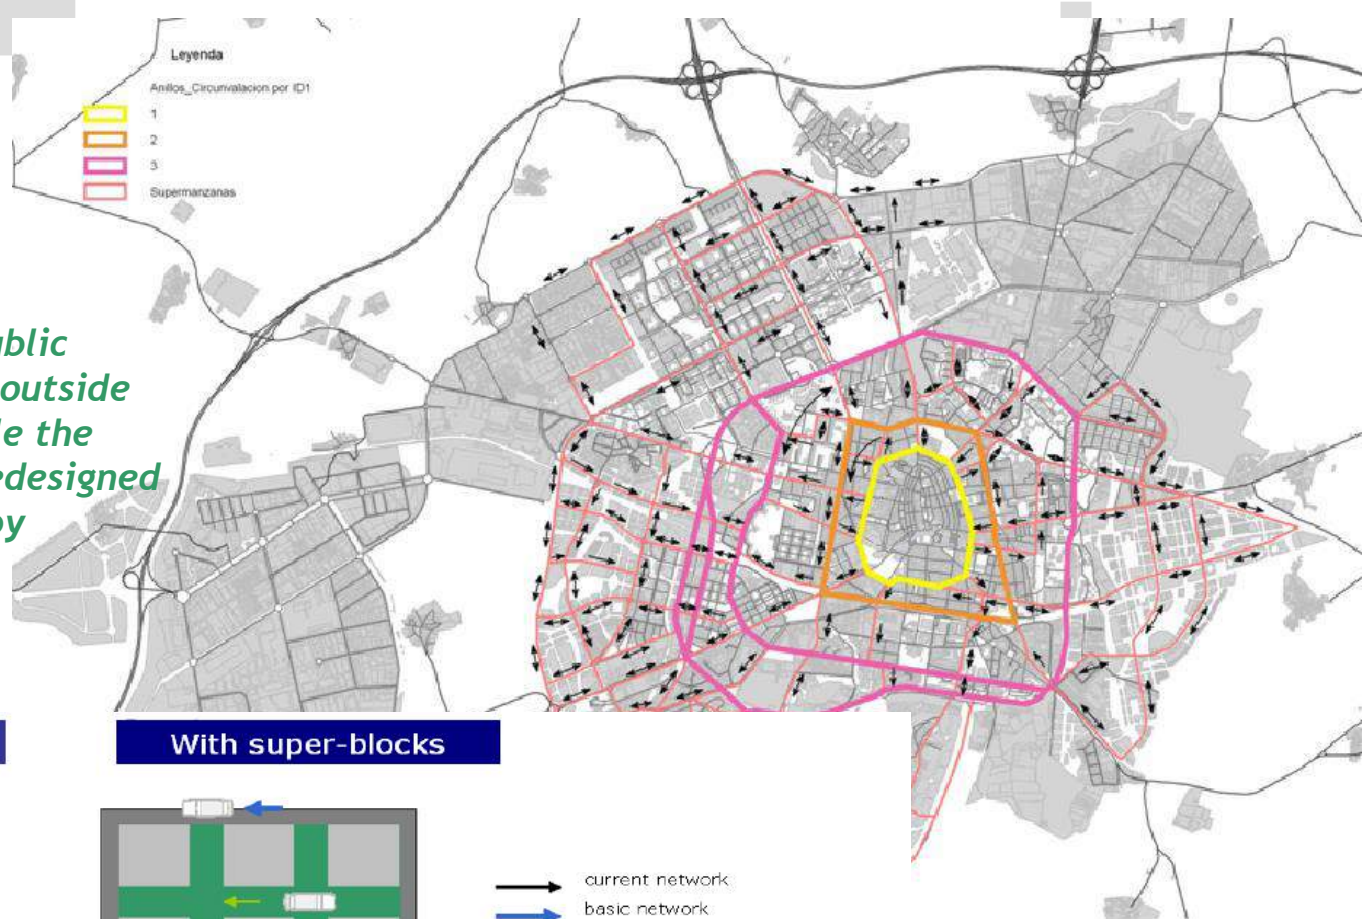 Leyenda
Anillos_Circunvalacion por ID1
1
2
3
Supermanzanas
ublic
outside
le the
edesigned
by
With super-blocks
current network
basic network